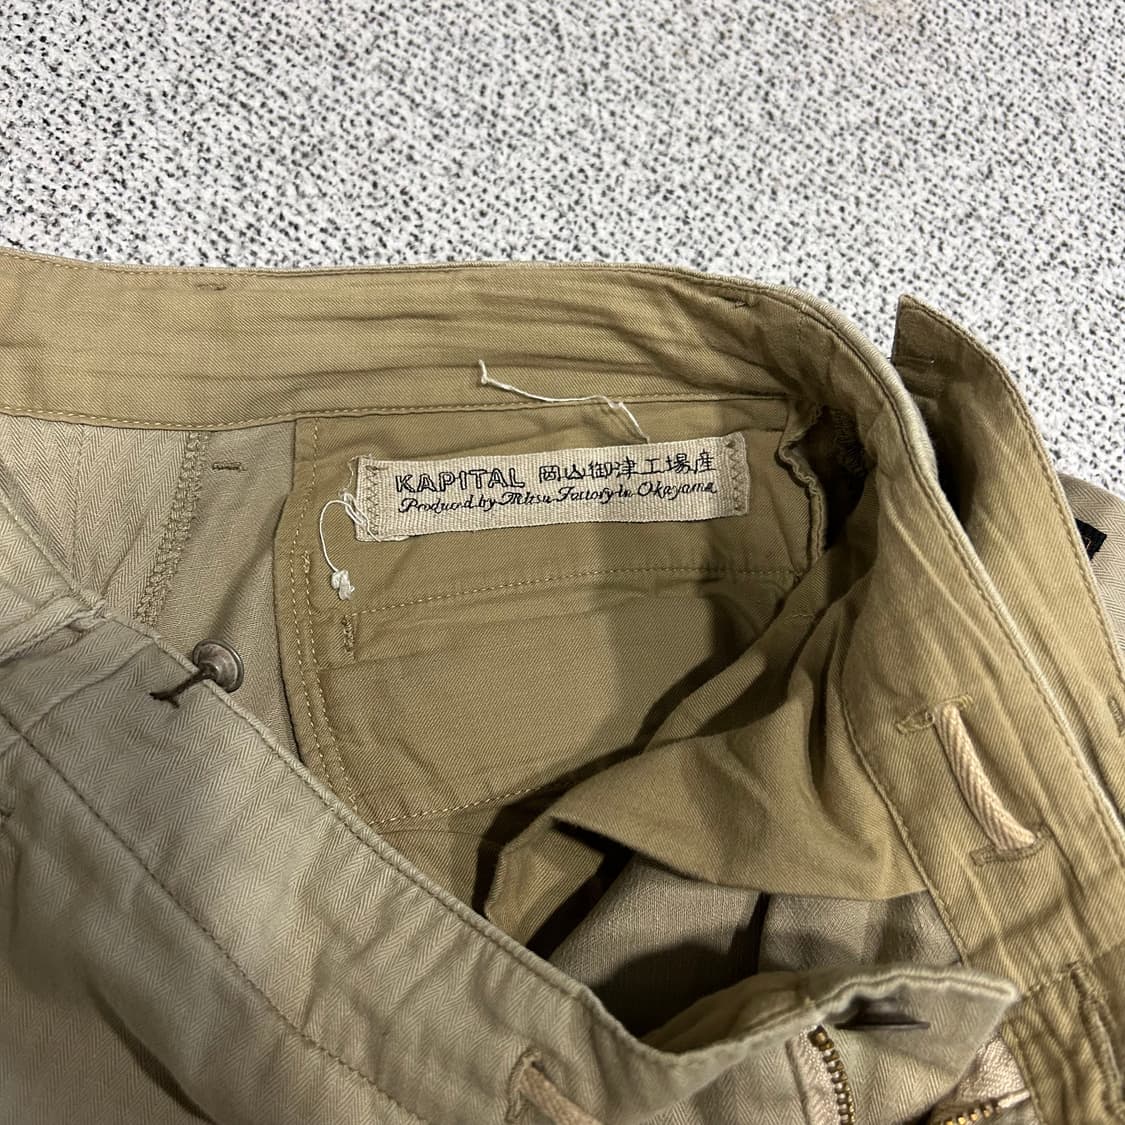 KAPITAL 岡山御津工場産
Produced by Mitsu Factory in Okayama